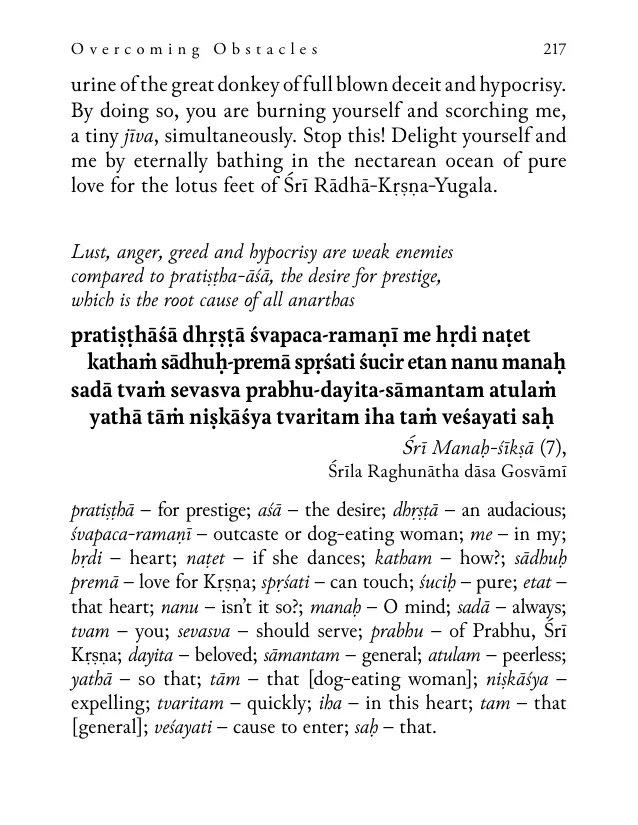 Overcoming Obstacles 217
urine of the great donkey of full blown deceit and hypocrisy.
By doing so, you are burning yourself and scorching me,
a tiny jīva, simultaneously. Stop this! Delight yourself and
me by eternally bathing in the nectarean ocean of pure
love for the lotus feet of Śrī Rādhā-Kṛṣṇa-Yugala.
Lust, anger, greed and hypocrisy are weak enemies
compared to pratiṣṭha-āśā, the desire for prestige,
which is the root cause of all anarthas
pratiṣṭhāśā dhṛṣṭā śvapaca-ramaṇī me hṛdi naṭet
kathaṁ sādhuḥ-premā spṛśati śucir etan nanu manaḥ
sadā tvaṁ sevasva prabhu-dayita-sāmantam atulaṁ
yathā tāṁ niṣkāśya tvaritam iha taṁ veśayati saḥ
Śrī Manaḥ-śīkṣā (7),
Śrīla Raghunātha dāsa Gosvāmī
pratiṣṭhā – for prestige; aśā – the desire; dhṛṣṭā – an audacious;
śvapaca-ramaṇī – outcaste or dog-eating woman; me – in my;
hṛdi – heart; naṭet – if she dances; katham – how?; sādhuḥ
premā – love for Kṛṣṇa; spṛśati – can touch; śuciḥ – pure; etat –
that heart; nanu – isn't it so?; manaḥ – O mind; sadā – always;
tvam – you; sevasva – should serve; prabhu – of Prabhu, Śrī
Kṛṣṇa; dayita – beloved; sāmantam – general; atulam – peerless;
yathā – so that; tām – that [dog-eating woman]; niṣkāśya –
expelling; tvaritam – quickly; iha – in this heart; tam – that
[general]; veśayati – cause to enter; saḥ – that.